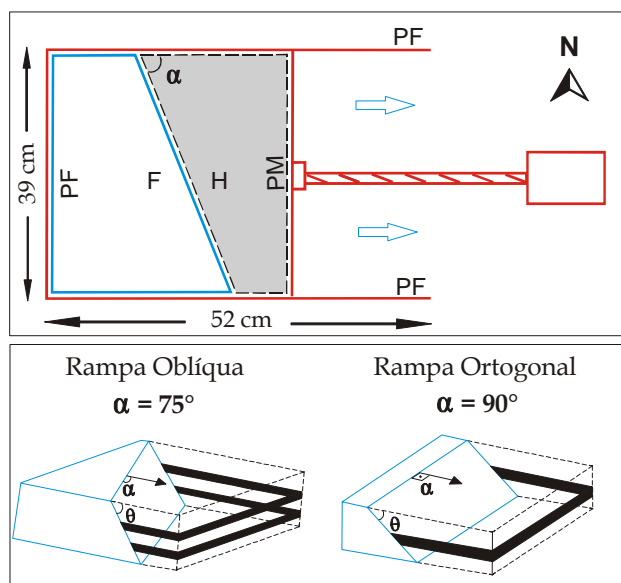 PF
N
α
39 cm
PF
F
H
PM
PF
52 cm
Rampa Oblíqua
α = 75°
Rampa Ortogonal
α = 90°
α
θ
α
θ